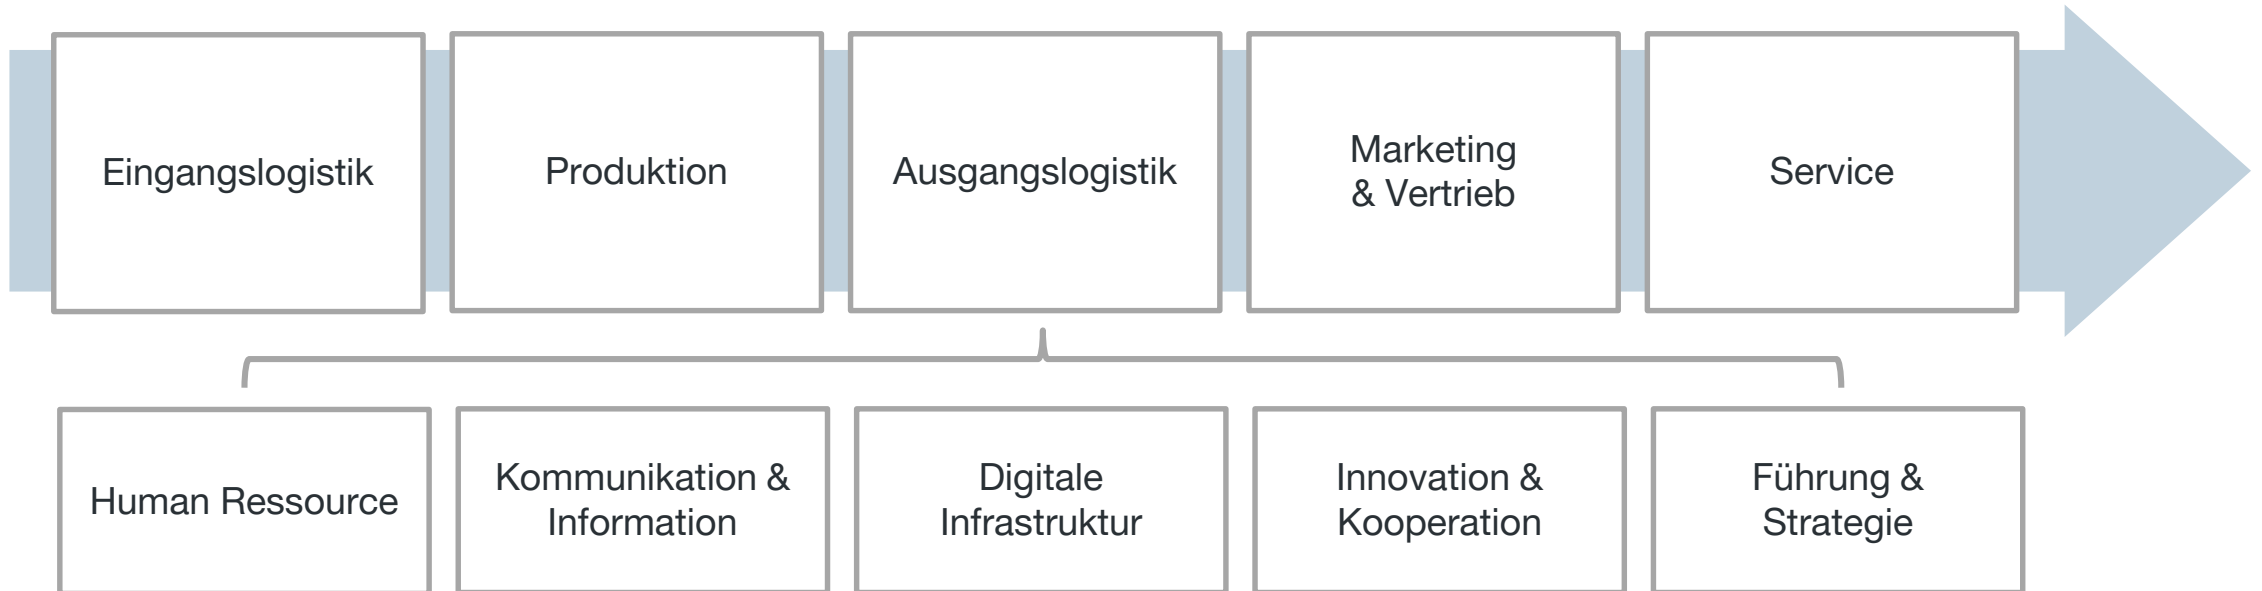 Eingangslogistik
Produktion
Ausgangslogistik
Marketing
& Vertrieb
Service
Human Ressource
Kommunikation &
Information
Digitale
Infrastruktur
Innovation &
Kooperation
Führung &
Strategie